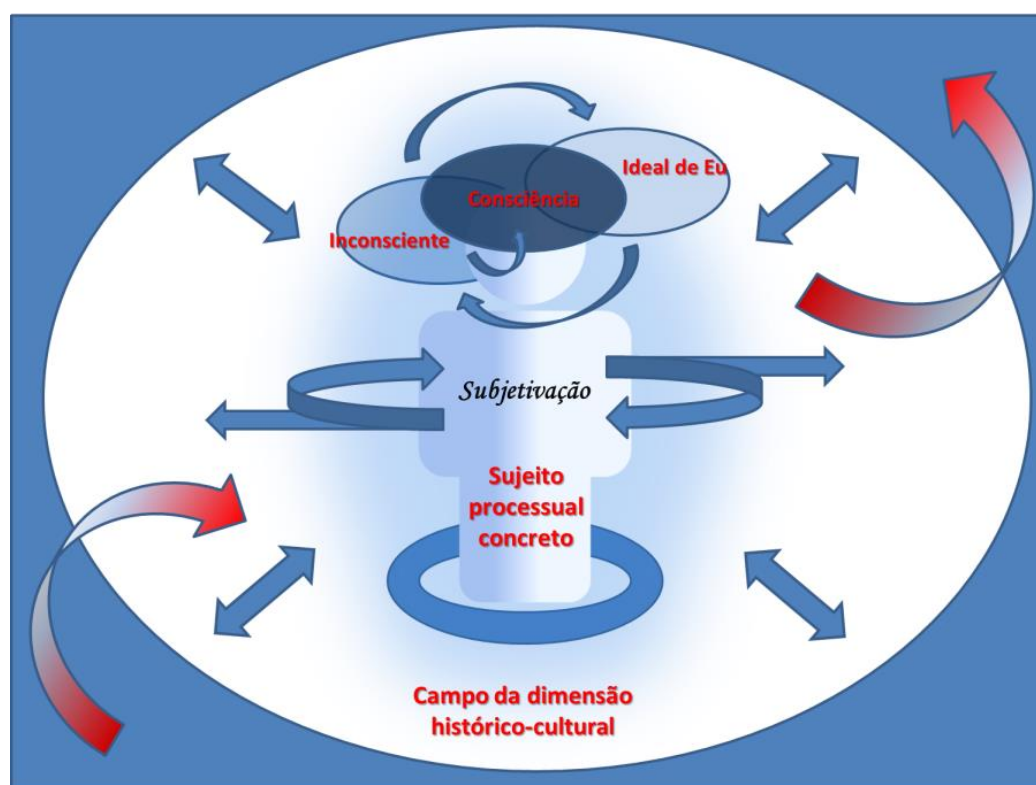 Ideal de Eu
Consciência
Inconsciente
Subjetivação
Sujeito
processual
concreto
Campo da dimensão
histórico-cultural